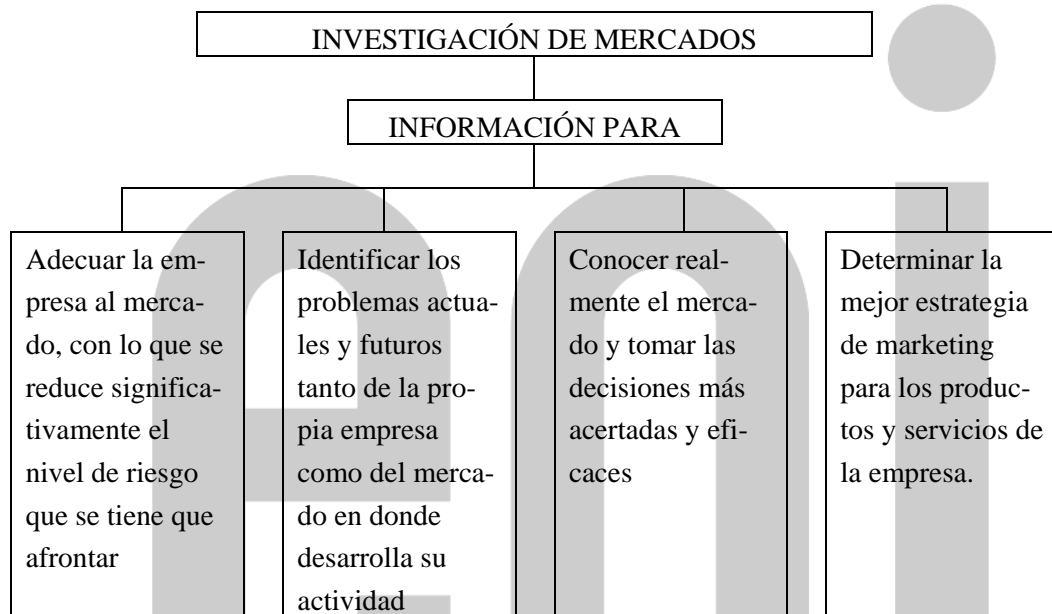 INVESTIGACIÓN DE MERCADOS
INFORMACIÓN PARA
Adecuar la em-
presa al merca-
do, con lo que se
reduce significa-
tivamente el
nivel de riesgo
que se tiene que
afrontar
Identificar los
problemas actua-
les y futuros
tanto de la pro-
pia empresa
como del merca-
do en donde
desarrolla su
actividad
Conocer real-
mente el merca-
do y tomar las
decisiones más
acertadas y efi-
caces
Determinar la
mejor estrategia
de marketing
para los produc-
tos y servicios de
la empresa.